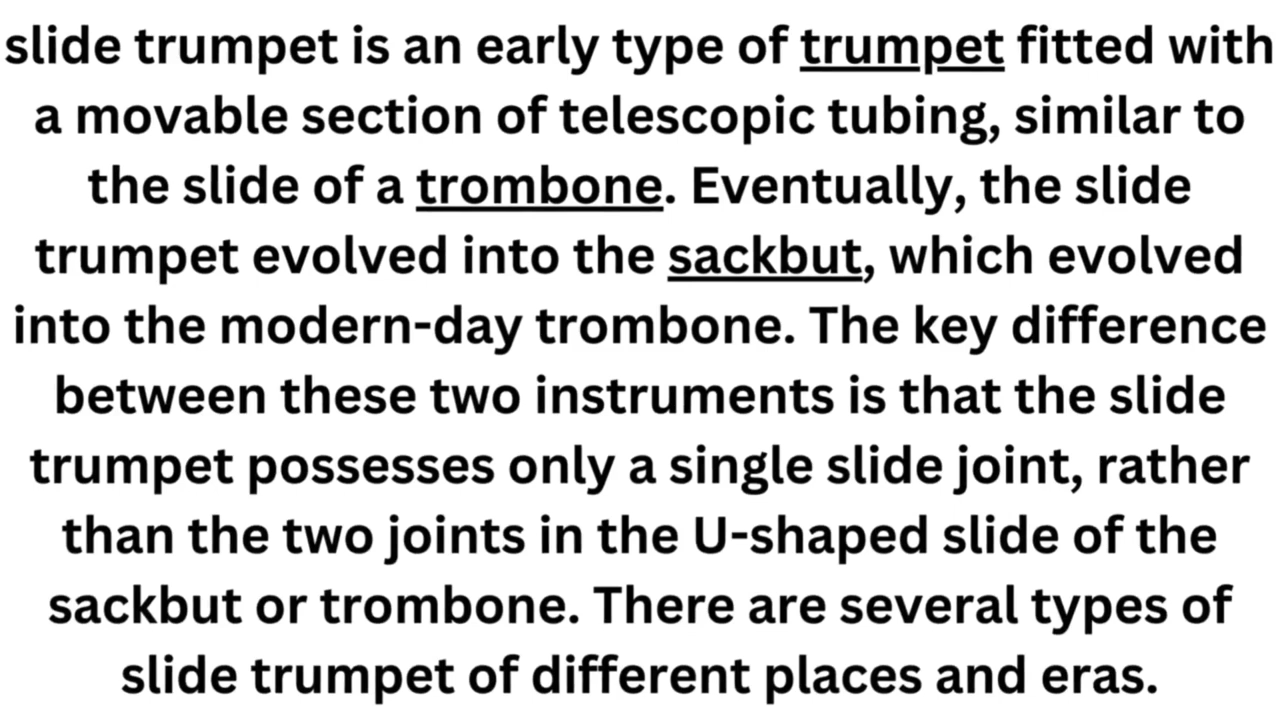 slide trumpet is an early type of trumpet fitted with
a movable section of telescopic tubing, similar to
the slide of a trombone. Eventually, the slide
trumpet evolved into the sackbut, which evolved
into the modern-day trombone. The key difference
between these two instruments is that the slide
trumpet possesses only a single slide joint, rather
than the two joints in the U-shaped slide of the
sackbut or trombone. There are several types of
slide trumpet of different places and eras.